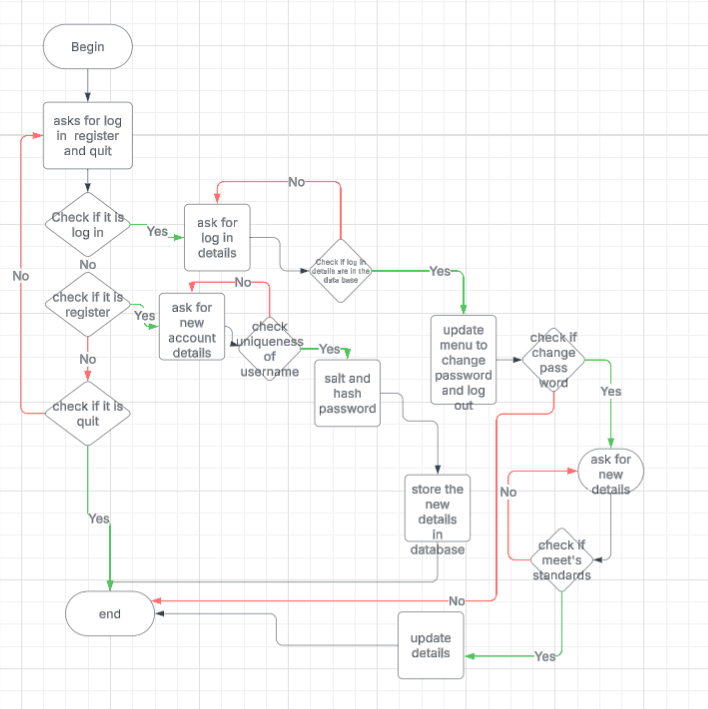 Begin
asks for log
in  register
and quit
Check if it is
log in
Yes
ask for
log in
details
No
Check if log in
details are in the
data base
Yes
No
check if it is
register
Yes
ask for
new
account
details
No
check
uniqueness
of
username
Yes
salt and
hash
password
update
menu to
change
password
and log
out
check if
change
pass
word
Yes
No
No
check if it is
quit
ask for
new
details
store the
new
details
in
database
No
Yes
check if
meet's
standards
end
No
update
details
Yes